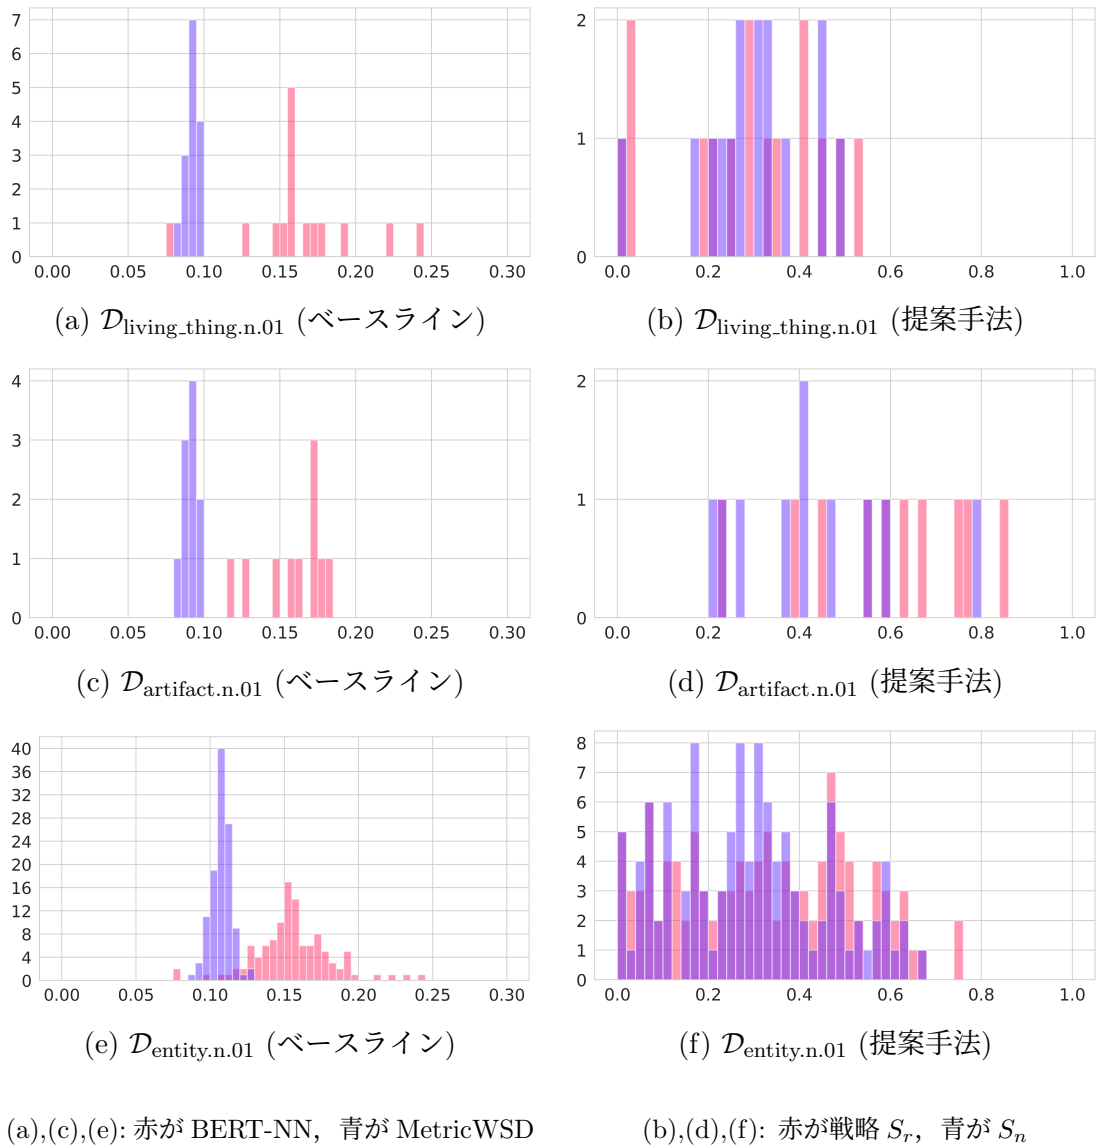 7
6
5
4
3
2
1
0
0.00 0.05 0.10 0.15 0.20 0.25 0.30
(a) 𝒟living_thing.n.01 (ベースライン)
2
1
0
0.0 0.2 0.4 0.6 0.8 1.0
(b) 𝒟living_thing.n.01 (提案手法)
4
3
2
1
0
0.00 0.05 0.10 0.15 0.20 0.25 0.30
(c) 𝒟artifact.n.01 (ベースライン)
2
1
0
0.0 0.2 0.4 0.6 0.8 1.0
(d) 𝒟artifact.n.01 (提案手法)
40
36
32
28
24
20
16
12
8
4
0
0.00 0.05 0.10 0.15 0.20 0.25 0.30
(e) 𝒟entity.n.01 (ベースライン)
8
7
6
5
4
3
2
1
0
0.0 0.2 0.4 0.6 0.8 1.0
(f) 𝒟entity.n.01 (提案手法)
(a),(c),(e): 赤が BERT-NN, 青が MetricWSD
(b),(d),(f): 赤が戦略 Sr, 青が Sn